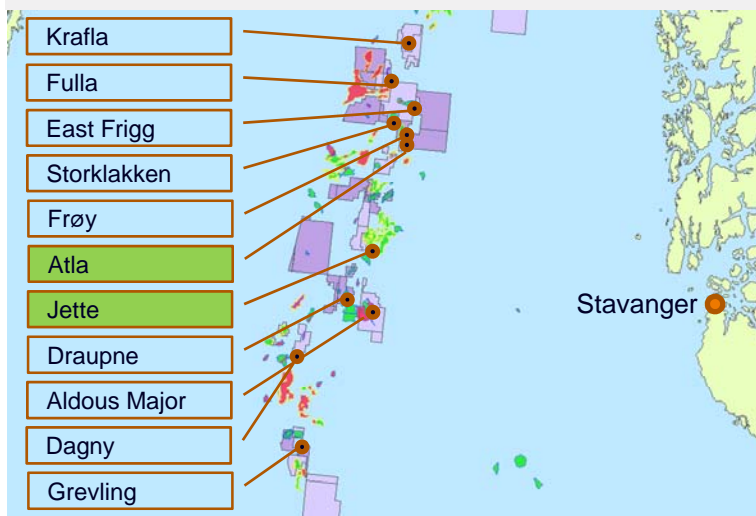 Krafla
Fulla
East Frigg
Storklakken
Frøy
Atla
Jette
Draupne
Aldous Major
Dagny
Grevling
Stavanger